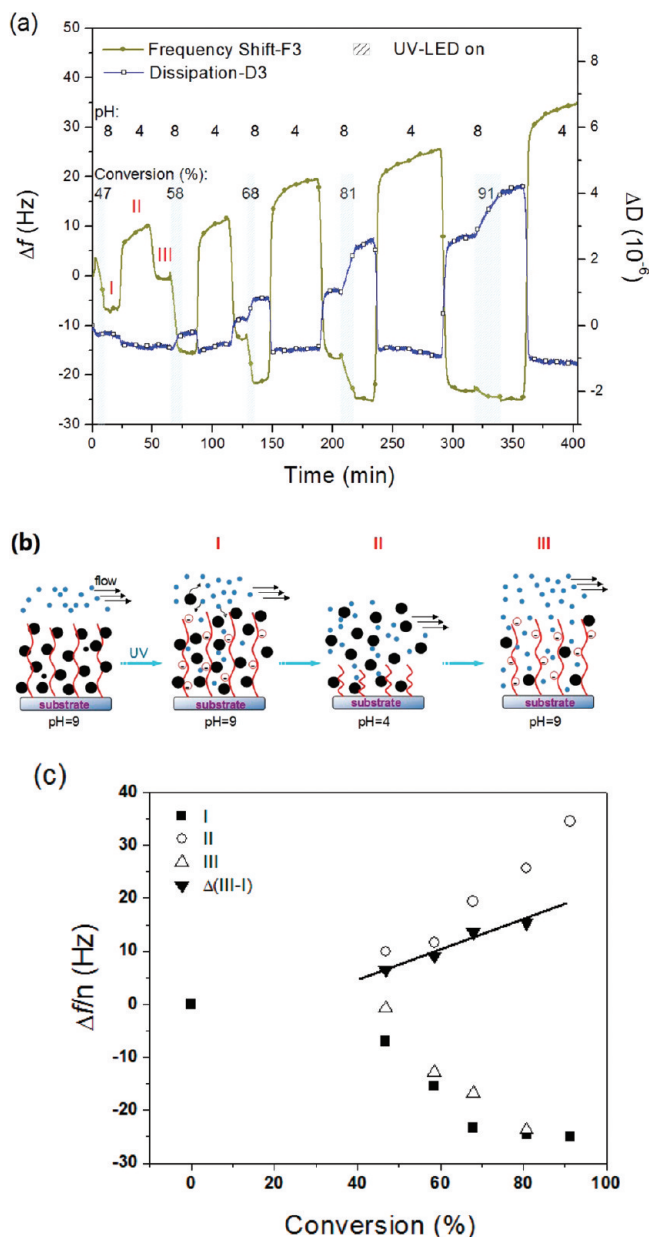 (a)
Frequency Shift-F3
UV-LED on
Dissipation-D3
pH:
8 4 8 4 8 4 8 4 8 4
Conversion (%):
47 58 68 81 91
I
II
III
50
40
30
20
10
0
-10
-20
-30
Δf (Hz)
8
6
4
2
0
-2
ΔD (10⁻⁶)
0 50 100 150 200 250 300 350 400
Time (min)
(b)
I II III
flow
UV
substrate substrate substrate substrate
pH=9 pH=9 pH=4 pH=9
(c)
I
II
III
Δ(III-I)
40
30
20
10
0
-10
-20
-30
Δf/n (Hz)
0 20 40 60 80 100
Conversion (%)